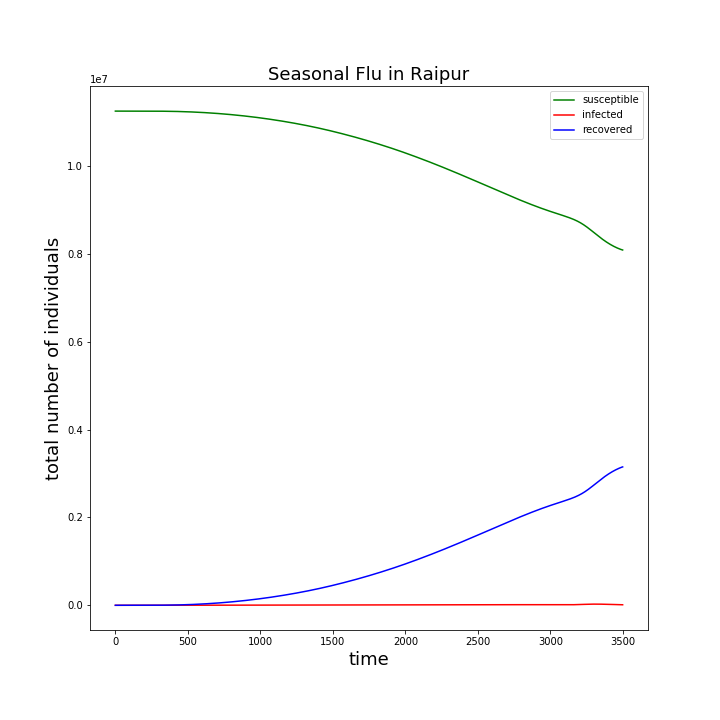 Seasonal Flu in Raipur
1e7
susceptible
infected
recovered
1.0
0.8
0.6
0.4
0.2
0.0
total number of individuals
0 500 1000 1500 2000 2500 3000 3500
time